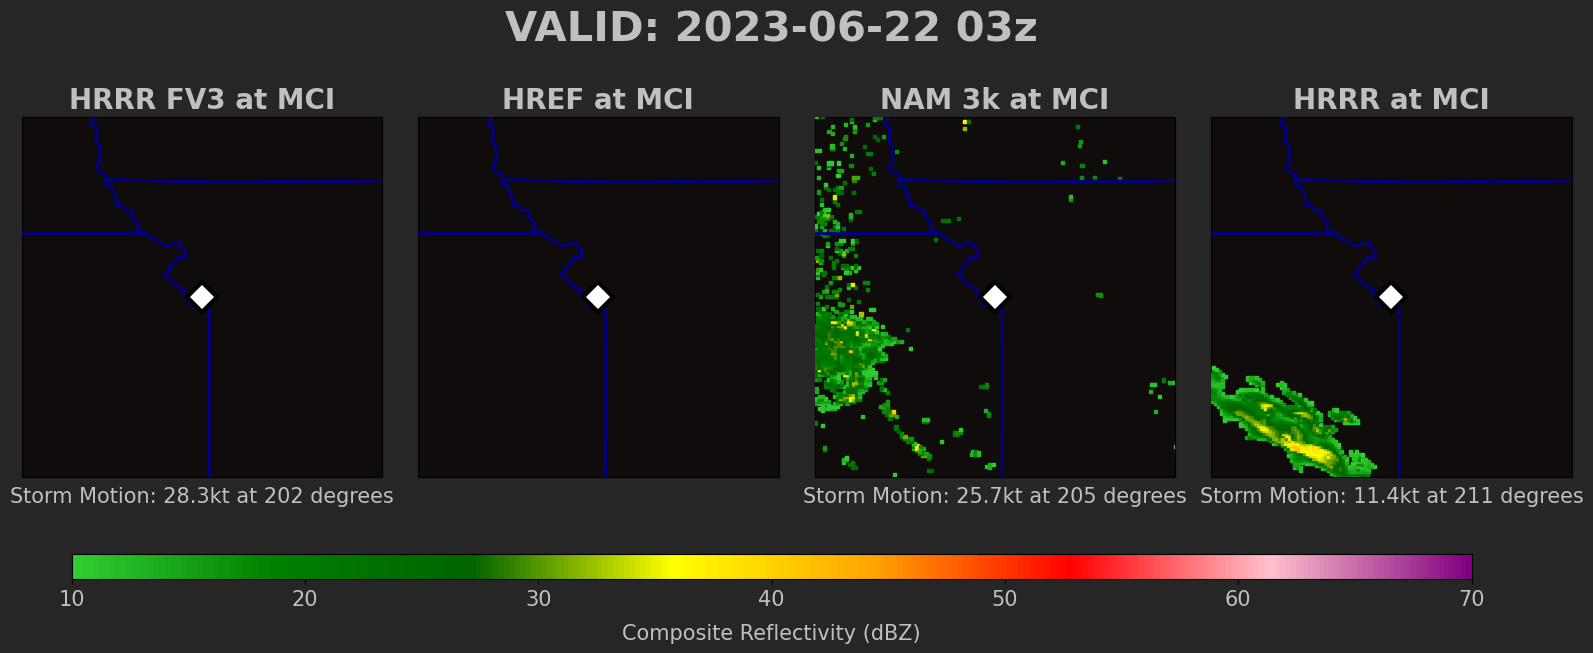 VALID: 2023-06-22 03z
HRRR FV3 at MCI
HREF at MCI
NAM 3k at MCI
HRRR at MCI
Storm Motion: 28.3kt at 202 degrees
Storm Motion: 25.7kt at 205 degrees
Storm Motion: 11.4kt at 211 degrees
10 20 30 40 50 60 70
Composite Reflectivity (dBZ)